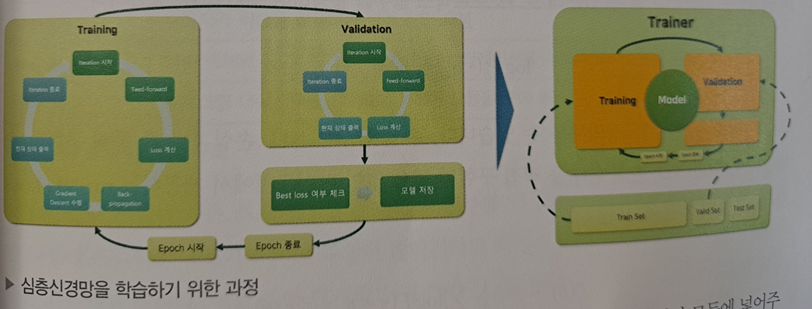 Training
Iteration 시작
Feed-forward
Loss 계산
Back-
propagation
Gradient
Descent 수행
현재 상태 출력
Iteration 종료
Validation
Iteration 시작
Feed-forward
Loss 계산
현재 상태 출력
Iteration 종료
Best loss 여부 체크
모델 저장
Epoch 종료
Epoch 시작
Trainer
Training
Model
Validation
Train Set
Valid Set
Test Set
심층신경망을 학습하기 위한 과정
넣어주